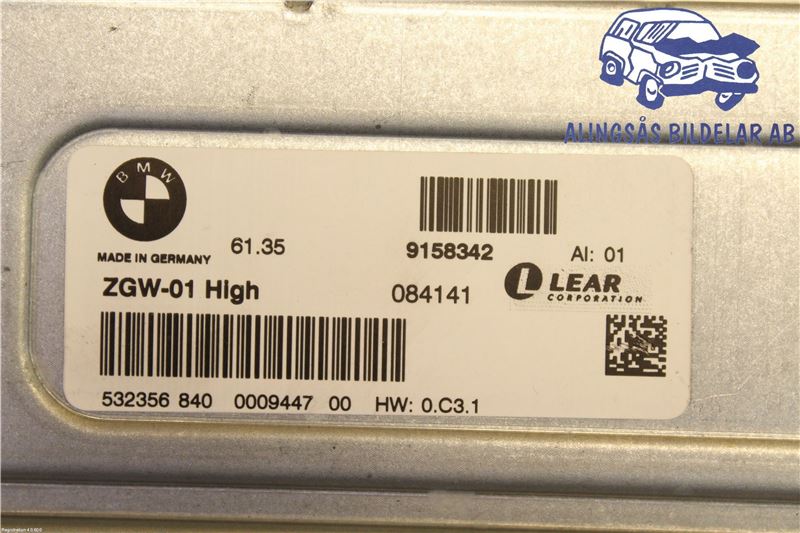 ALINGSÅS BILDELAR AB
BMW
MADE IN GERMANY
61.35
9158342
AI: 01
ZGW-01 High
084141
LEAR
CORPORATION
532356 840 0009447 00 HW: 0.C3.1